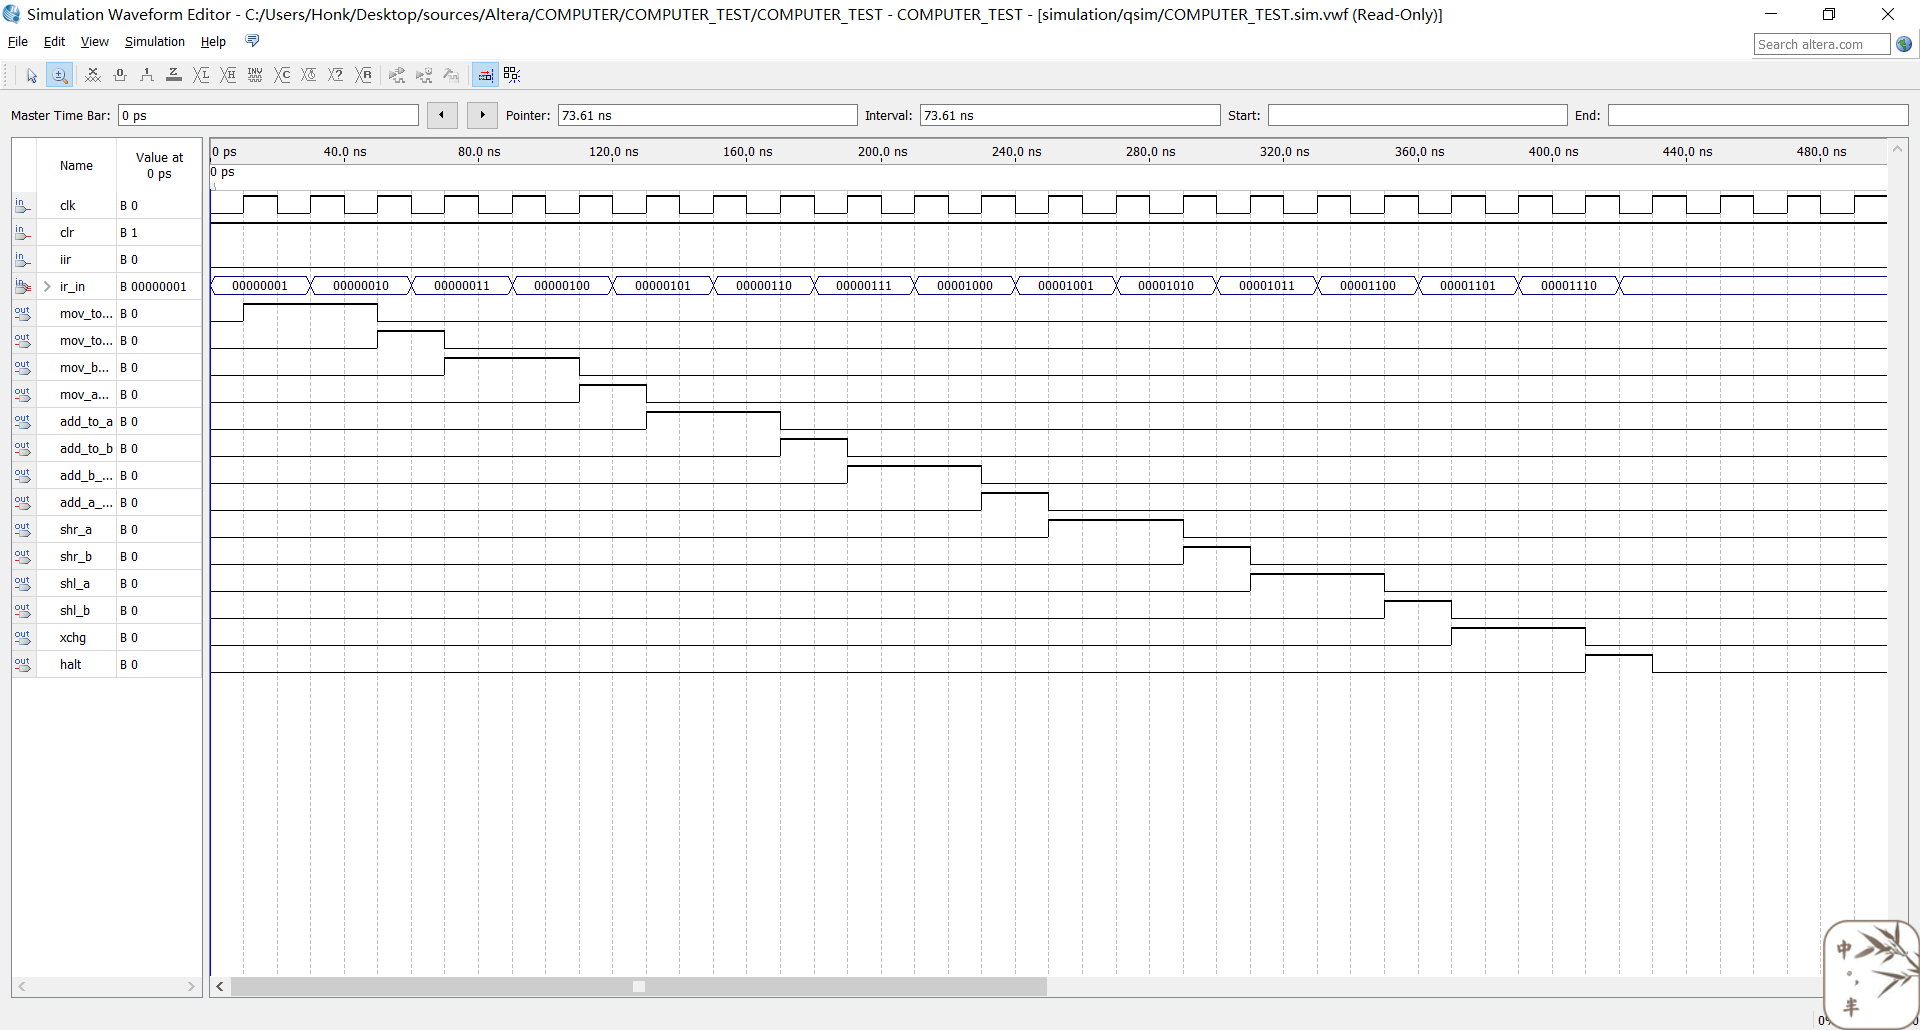 Simulation Waveform Editor - C:/Users/Honk/Desktop/sources/Altera/COMPUTER/COMPUTER_TEST/COMPUTER_TEST - COMPUTER_TEST - [simulation/qsim/COMPUTER_TEST.sim.vwf (Read-Only)]
File Edit View Simulation Help
Search altera.com
Master Time Bar: 0 ps Pointer: 73.61 ns Interval: 73.61 ns Start: End:
Name Value at 0 ps
0 ps 40.0 ns 80.0 ns 120.0 ns 160.0 ns 200.0 ns 240.0 ns 280.0 ns 320.0 ns 360.0 ns 400.0 ns 440.0 ns 480.0 ns
0 ps
clk B 0
clr B 1
iir B 0
ir_in B 00000001 00000001 00000010 00000011 00000100 00000101 00000110 00000111 00001000 00001001 00001010 00001011 00001100 00001101 00001110
mov_to... B 0
mov_to... B 0
mov_b... B 0
mov_a... B 0
add_to_a B 0
add_to_b B 0
add_b_... B 0
add_a_... B 0
shr_a B 0
shr_b B 0
shl_a B 0
shl_b B 0
xchg B 0
halt B 0
中
半